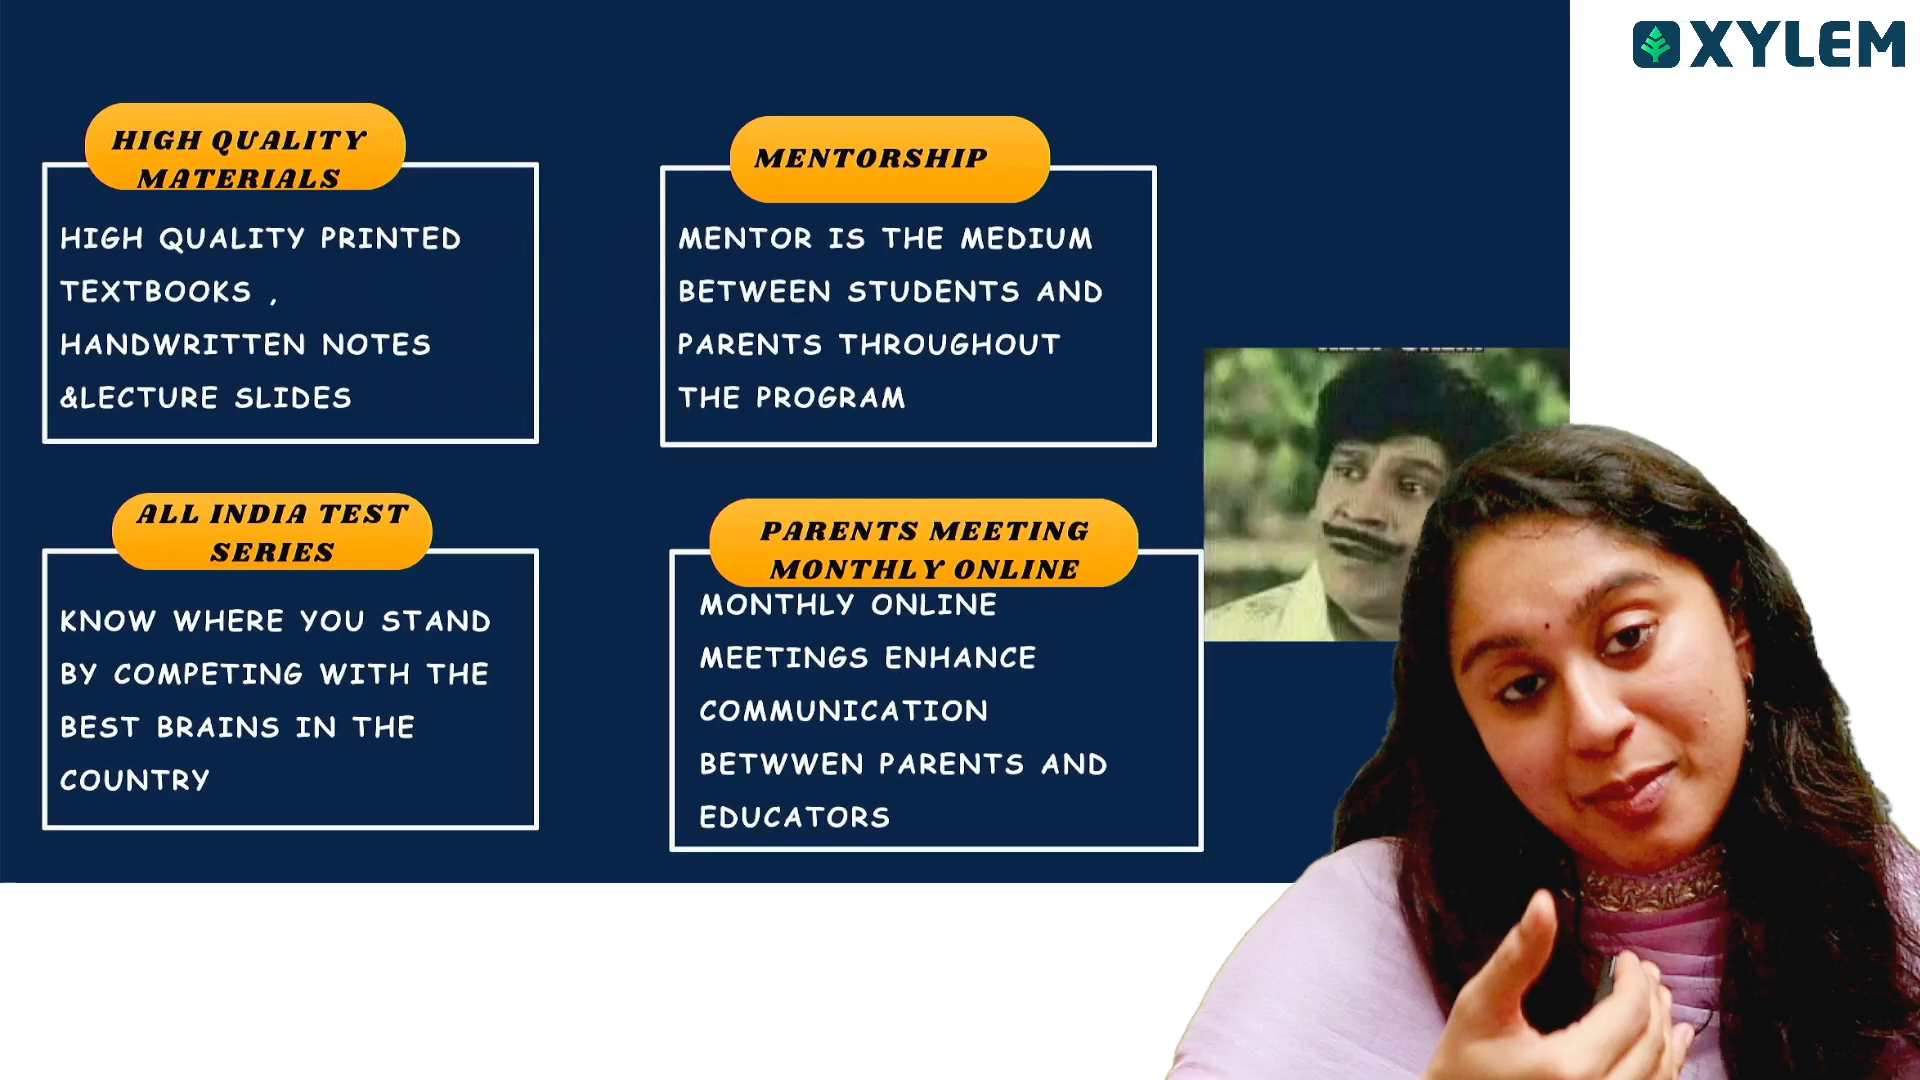 XYLEM
HIGH QUALITY
MATERIALS
HIGH QUALITY PRINTED
TEXTBOOKS ,
HANDWRITTEN NOTES
&LECTURE SLIDES
MENTORSHIP
MENTOR IS THE MEDIUM
BETWEEN STUDENTS AND
PARENTS THROUGHOUT
THE PROGRAM
ALL INDIA TEST
SERIES
KNOW WHERE YOU STAND
BY COMPETING WITH THE
BEST BRAINS IN THE
COUNTRY
PARENTS MEETING
MONTHLY ONLINE
MONTHLY ONLINE
MEETINGS ENHANCE
COMMUNICATION
BETWWEN PARENTS AND
EDUCATORS